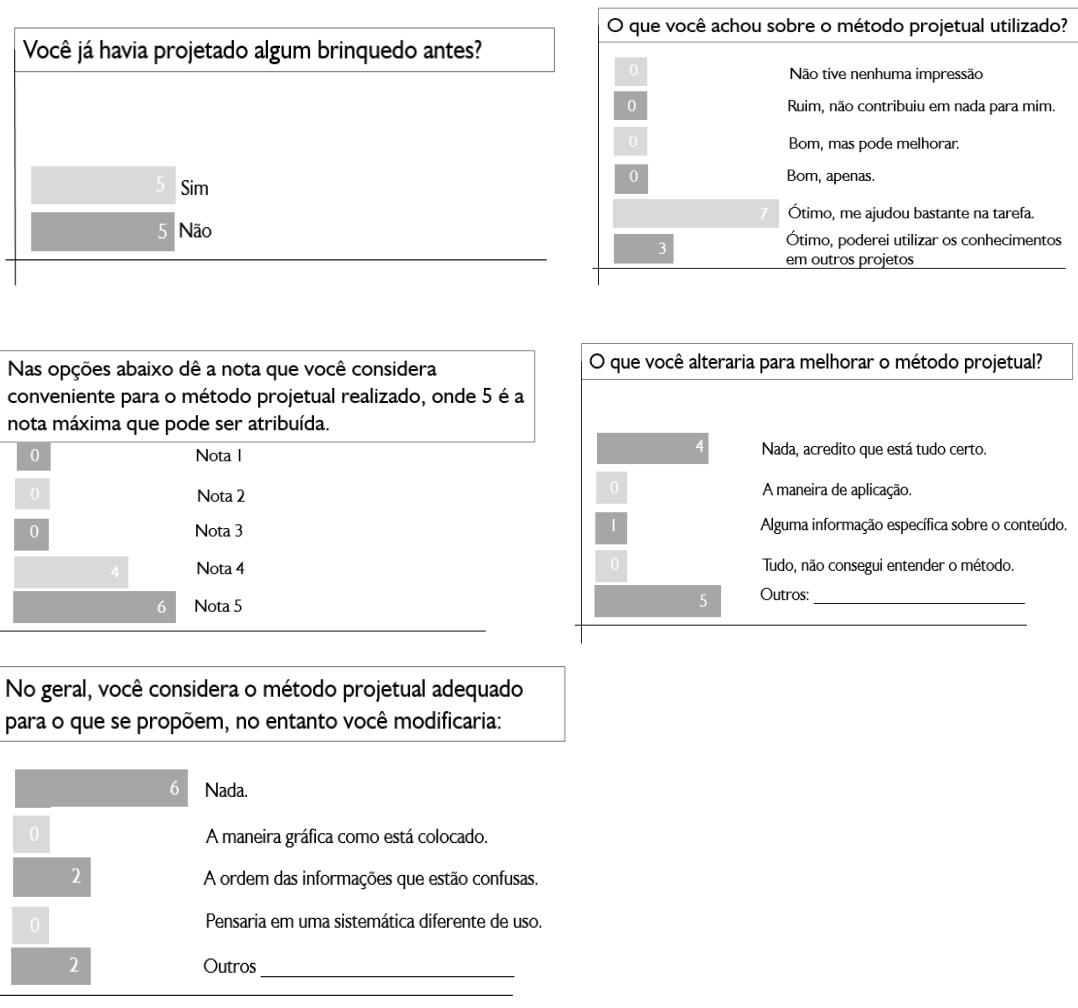 Você já havia projetado algum brinquedo antes?
5 Sim
5 Não
O que você achou sobre o método projetual utilizado?
0 Não tive nenhuma impressão
0 Ruim, não contribuiu em nada para mim.
0 Bom, mas pode melhorar.
0 Bom, apenas.
7 Ótimo, me ajudou bastante na tarefa.
3 Ótimo, poderei utilizar os conhecimentos
em outros projetos
Nas opções abaixo dê a nota que você considera
conveniente para o método projetual realizado, onde 5 é a
nota máxima que pode ser atribuída.
0 Nota 1
0 Nota 2
0 Nota 3
4 Nota 4
6 Nota 5
O que você alteraria para melhorar o método projetual?
4 Nada, acredito que está tudo certo.
0 A maneira de aplicação.
1 Alguma informação específica sobre o conteúdo.
0 Tudo, não consegui entender o método.
5 Outros:
No geral, você considera o método projetual adequado
para o que se propõem, no entanto você modificaria:
6 Nada.
0 A maneira gráfica como está colocado.
2 A ordem das informações que estão confusas.
0 Pensaria em uma sistemática diferente de uso.
2 Outros